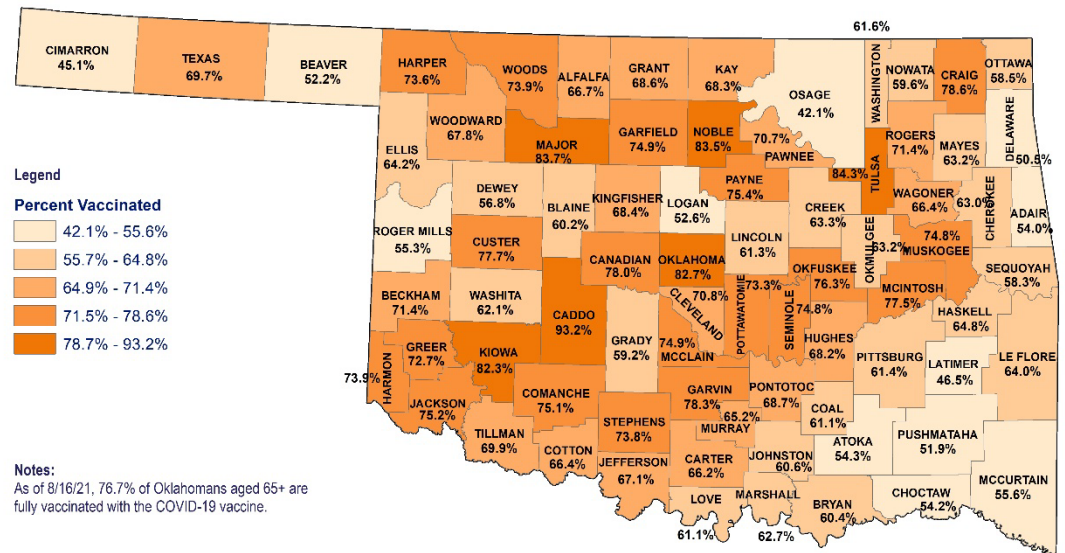 61.6%
CIMARRON
45.1%
TEXAS
69.7%
BEAVER
52.2%
HARPER
73.6%
WOODS
73.9%
ALFALFA
66.7%
GRANT
68.6%
KAY
68.3%
OSAGE
42.1%
WASHINGTON
NOWATA
59.6%
CRAIG
78.6%
OTTAWA
58.5%
DELAWARE
50.5%
WOODWARD
67.8%
MAJOR
83.7%
GARFIELD
74.9%
NOBLE
83.5%
70.7%
PAWNEE
ROGERS
71.4%
MAYES
63.2%
ELLIS
64.2%
84.3%
TULSA
PAYNE
75.4%
WAGONER
66.4%
63.0%
CHEROKEE
ADAIR
54.0%
Legend
Percent Vaccinated
42.1% - 55.6%
55.7% - 64.8%
64.9% - 71.4%
71.5% - 78.6%
78.7% - 93.2%
DEWEY
56.8%
BLAINE
60.2%
KINGFISHER
68.4%
LOGAN
52.6%
CREEK
63.3%
ROGER MILLS
55.3%
CUSTER
77.7%
CANADIAN
78.0%
OKLAHOMA
82.7%
LINCOLN
61.3%
OKMULGEE
63.2%
74.8%
MUSKOGEE
OKFUSKEE
76.3%
SEQUOYAH
58.3%
MCINTOSH
77.5%
BECKHAM
71.4%
WASHITA
62.1%
CADDO
93.2%
GRADY
59.2%
70.8%
CLEVELAND
73.3%
POTTAWATOMIE
SEMINOLE
74.8%
HASKELL
64.8%
GREER
72.7%
KIOWA
82.3%
74.9%
MCCLAIN
HUGHES
68.2%
PITTSBURG
61.4%
LATIMER
46.5%
LE FLORE
64.0%
73.9%
HARMON
JACKSON
75.2%
COMANCHE
75.1%
GARVIN
78.3%
PONTOTOC
68.7%
COAL
61.1%
TILLMAN
69.9%
STEPHENS
73.8%
65.2%
MURRAY
ATOKA
54.3%
PUSHMATAHA
51.9%
COTTON
66.4%
JEFFERSON
67.1%
CARTER
66.2%
JOHNSTON
60.6%
MCCURTAIN
55.6%
LOVE
61.1%
MARSHALL
62.7%
BRYAN
60.4%
CHOCTAW
54.2%
Notes:
As of 8/16/21, 76.7% of Oklahomans aged 65+ are
fully vaccinated with the COVID-19 vaccine.